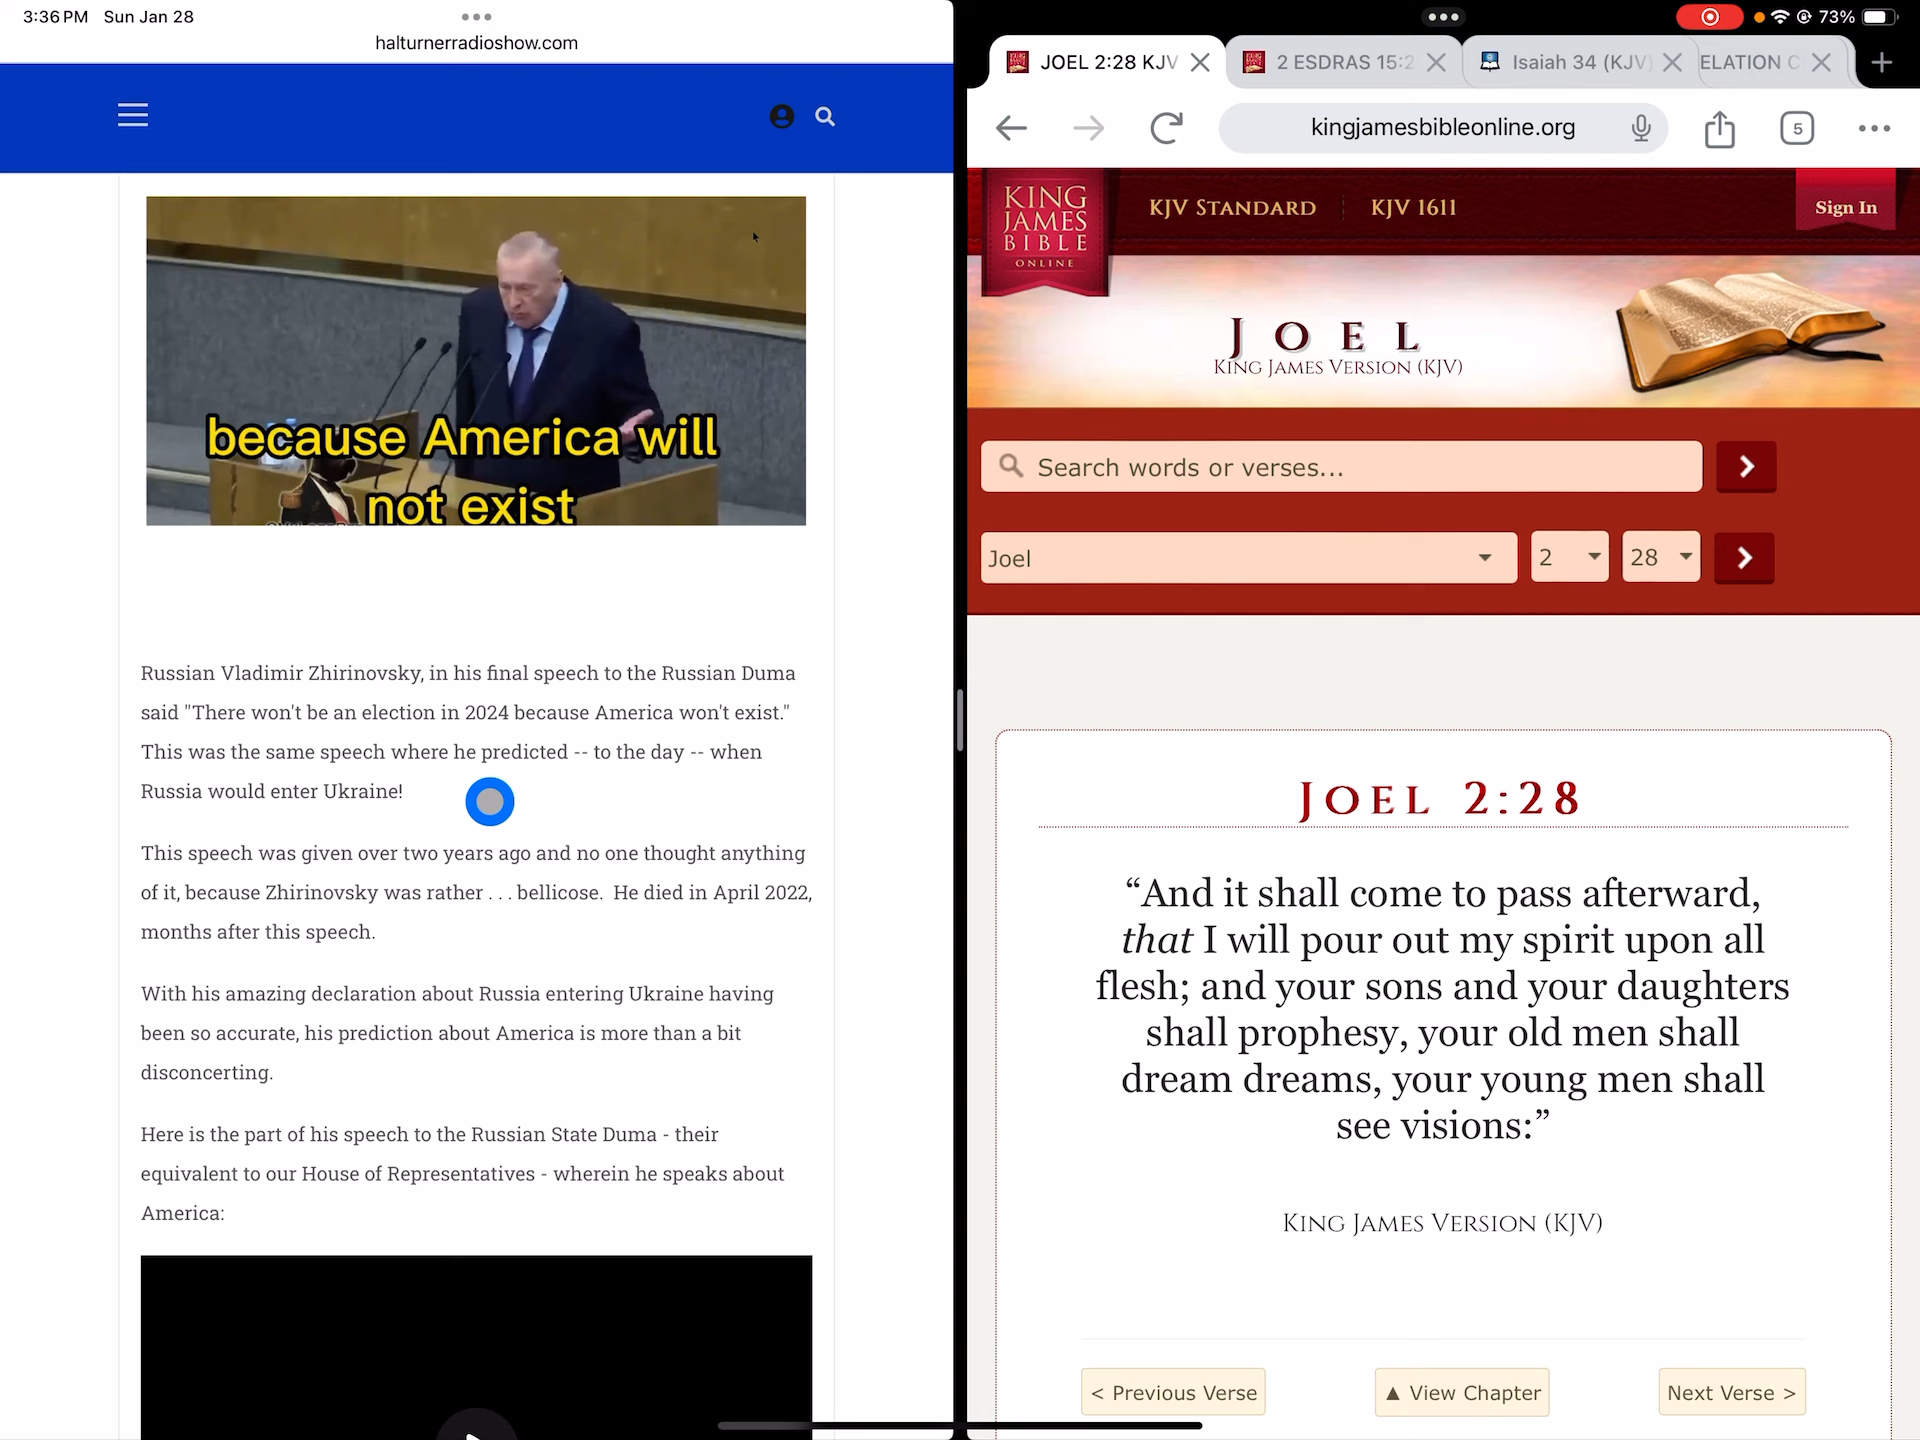 3:36 PM Sun Jan 28
halturnerradioshow.com
because America will
not exist
Russian Vladimir Zhirinovsky, in his final speech to the Russian Duma
said "There won't be an election in 2024 because America won't exist."
This was the same speech where he predicted -- to the day -- when
Russia would enter Ukraine!
This speech was given over two years ago and no one thought anything
of it, because Zhirinovsky was rather . . . bellicose. He died in April 2022,
months after this speech.
With his amazing declaration about Russia entering Ukraine having
been so accurate, his prediction about America is more than a bit
disconcerting.
Here is the part of his speech to the Russian State Duma - their
equivalent to our House of Representatives - wherein he speaks about
America:
73%
JOEL 2:28 KJV
2 ESDRAS 15:2
Isaiah 34 (KJV)
ELATION C
kingjamesbibleonline.org
5
KING
JAMES
BIBLE
ONLINE
KJV STANDARD
KJV 1611
Sign In
JOEL
KING JAMES VERSION (KJV)
Search words or verses...
Joel
2
28
JOEL 2:28
“And it shall come to pass afterward,
that I will pour out my spirit upon all
flesh; and your sons and your daughters
shall prophesy, your old men shall
dream dreams, your young men shall
see visions:”
KING JAMES VERSION (KJV)
< Previous Verse
▲ View Chapter
Next Verse >